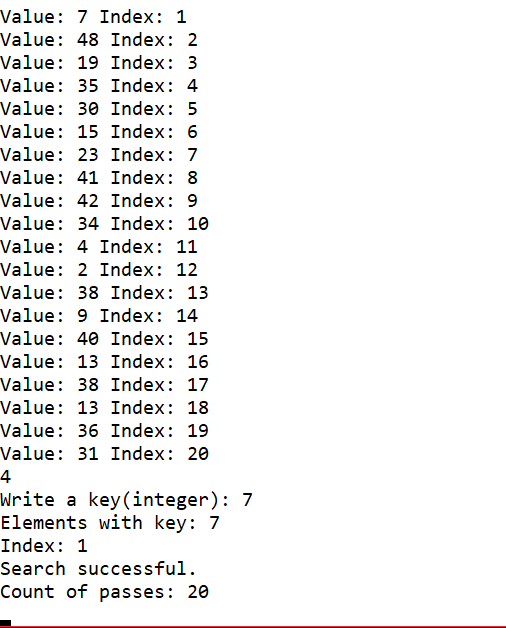 Value: 7 Index: 1
Value: 48 Index: 2
Value: 19 Index: 3
Value: 35 Index: 4
Value: 30 Index: 5
Value: 15 Index: 6
Value: 23 Index: 7
Value: 41 Index: 8
Value: 42 Index: 9
Value: 34 Index: 10
Value: 4 Index: 11
Value: 2 Index: 12
Value: 38 Index: 13
Value: 9 Index: 14
Value: 40 Index: 15
Value: 13 Index: 16
Value: 38 Index: 17
Value: 13 Index: 18
Value: 36 Index: 19
Value: 31 Index: 20
4
Write a key(integer): 7
Elements with key: 7
Index: 1
Search successful.
Count of passes: 20